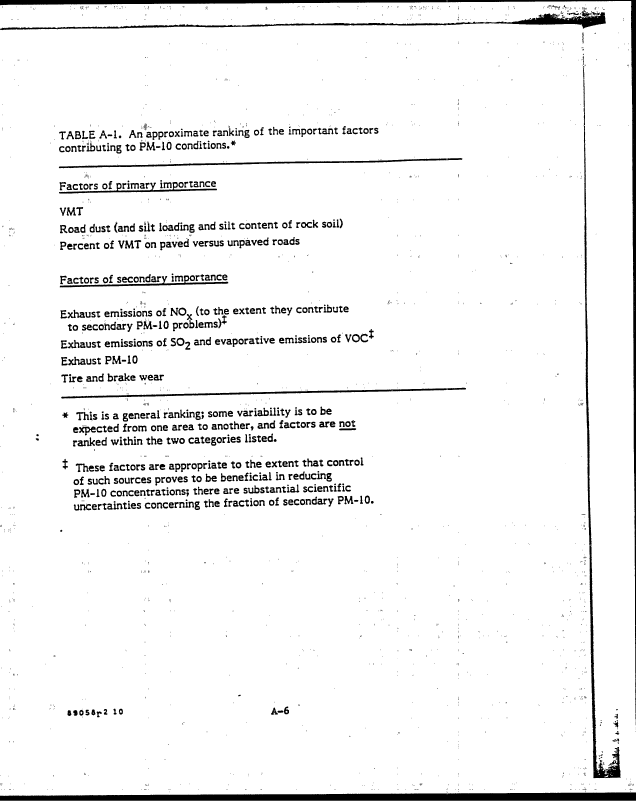 TABLE A-1. An approximate ranking of the important factors
contributing to PM-10 conditions.*
Factors of primary importance
VMT
Road dust (and silt loading and silt content of rock soil)
Percent of VMT on paved versus unpaved roads
Factors of secondary importance
Exhaust emissions of NOx (to the extent they contribute
to secondary PM-10 problems)‡
Exhaust emissions of SO2 and evaporative emissions of VOC‡
Exhaust PM-10
Tire and brake wear
* This is a general ranking; some variability is to be
expected from one area to another, and factors are not
ranked within the two categories listed.
‡ These factors are appropriate to the extent that control
of such sources proves to be beneficial in reducing
PM-10 concentrations; there are substantial scientific
uncertainties concerning the fraction of secondary PM-10.
89058r2 10
A-6